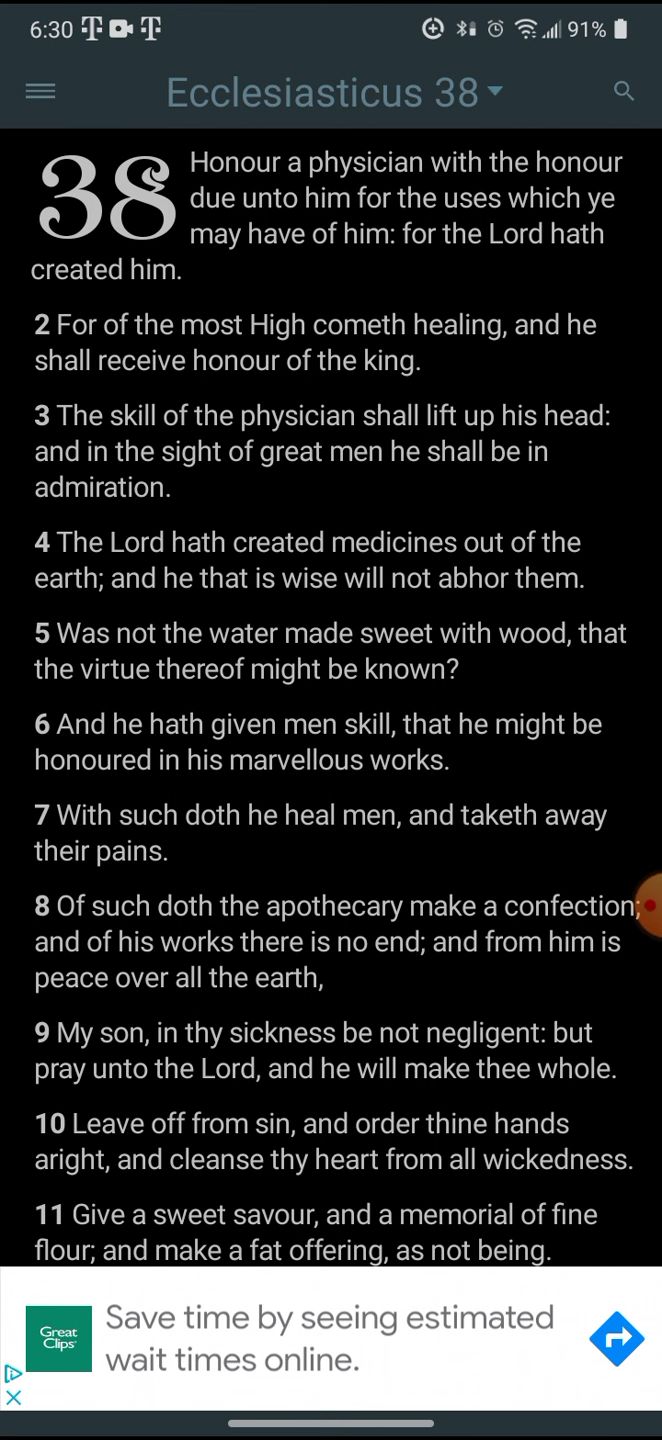 6:30 91%
Ecclesiasticus 38
38 Honour a physician with the honour
due unto him for the uses which ye
may have of him: for the Lord hath
created him.
2 For of the most High cometh healing, and he
shall receive honour of the king.
3 The skill of the physician shall lift up his head:
and in the sight of great men he shall be in
admiration.
4 The Lord hath created medicines out of the
earth; and he that is wise will not abhor them.
5 Was not the water made sweet with wood, that
the virtue thereof might be known?
6 And he hath given men skill, that he might be
honoured in his marvellous works.
7 With such doth he heal men, and taketh away
their pains.
8 Of such doth the apothecary make a confection;
and of his works there is no end; and from him is
peace over all the earth,
9 My son, in thy sickness be not negligent: but
pray unto the Lord, and he will make thee whole.
10 Leave off from sin, and order thine hands
aright, and cleanse thy heart from all wickedness.
11 Give a sweet savour, and a memorial of fine
flour; and make a fat offering, as not being.
Great
Clips
Save time by seeing estimated
wait times online.